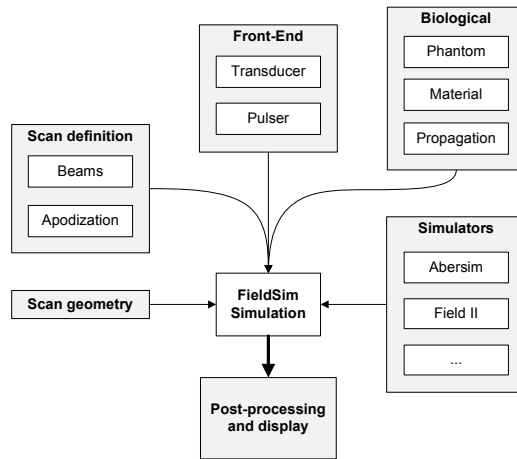 Front-End
Transducer
Pulser
Biological
Phantom
Material
Propagation
Scan definition
Beams
Apodization
Scan geometry
FieldSim
Simulation
Simulators
Abersim
Field II
...
Post-processing
and display